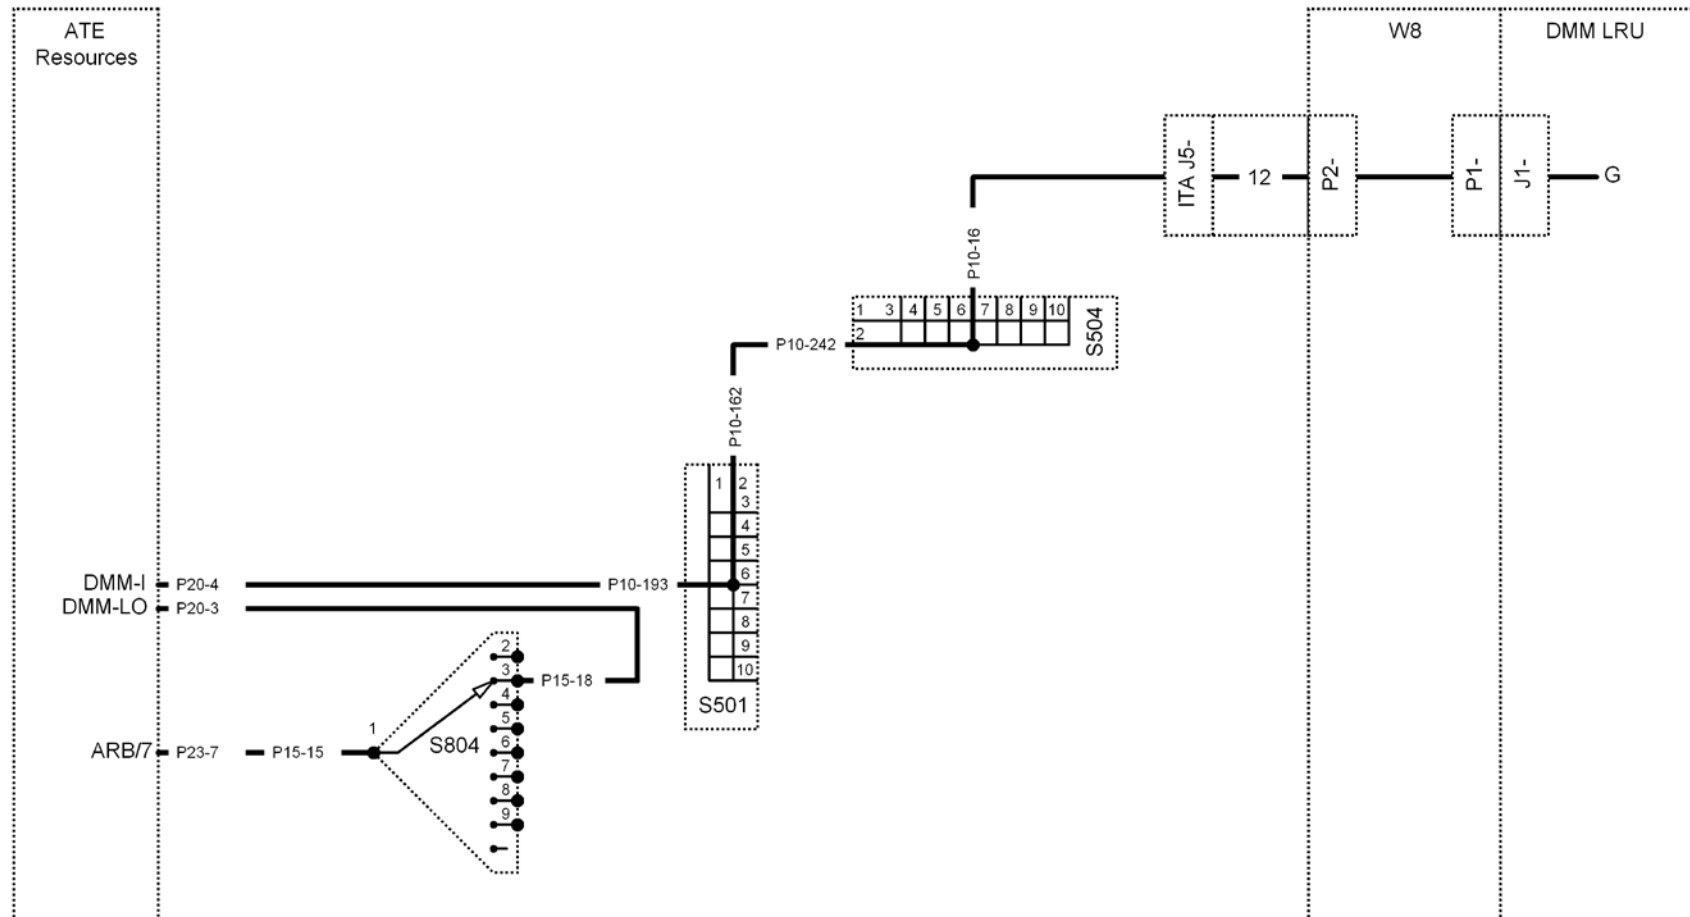 ATE
Resources
W8
DMM LRU
ITA J5-
12
P2-
P1-
J1-
G
P10-16
1 3 4 5 6 7 8 9 10
2
S504
P10-242
P10-162
1 2
3
4
5
6
7
8
9
10
S501
DMM-I P20-4 P10-193
DMM-LO P20-3
2
3 P15-18
4
5
6
7
8
9
1
S804
ARB/7 P23-7 P15-15